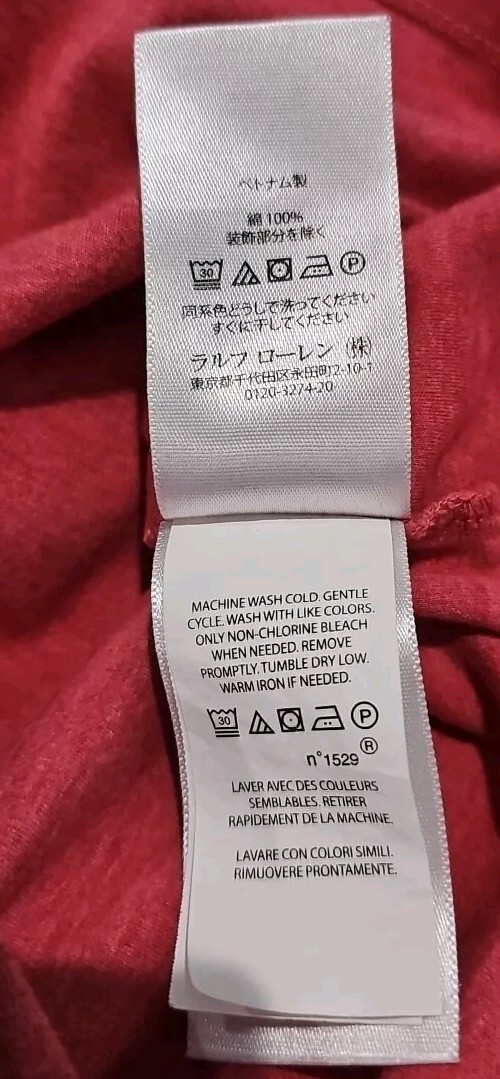 ベトナム製
綿 100%
装飾部分を除く
30 P
同系色どうしで洗ってください
すぐに干してください
ラルフ ローレン (株)
東京都千代田区永田町2-10-1
0120-3274-20
MACHINE WASH COLD. GENTLE
CYCLE. WASH WITH LIKE COLORS.
ONLY NON-CHLORINE BLEACH
WHEN NEEDED. REMOVE
PROMPTLY. TUMBLE DRY LOW.
WARM IRON IF NEEDED.
30 P
n°1529 ®
LAVER AVEC DES COULEURS
SEMBLABLES. RETIRER
RAPIDEMENT DE LA MACHINE.
LAVARE CON COLORI SIMILI.
RIMUOVERE PRONTAMENTE.